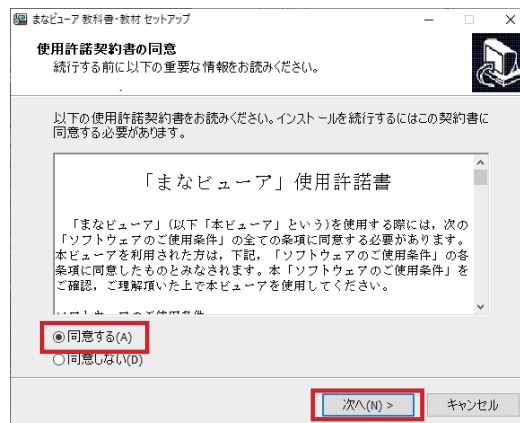 まなビューア 教科書・教材 セットアップ
使用許諾契約書の同意
続行する前に以下の重要な情報をお読みください。
以下の使用許諾契約書をお読みください。インストールを続行するにはこの契約書に
同意する必要があります。
「まなビューア」使用許諾書
「まなビューア」(以下「本ビューア」という)を使用する際には、次の
「ソフトウェアのご使用条件」の全ての条項に同意する必要があります。
本ビューアを利用された方は、下記，「ソフトウェアのご使用条件」の各
条項に同意したものとみなされます。本「ソフトウェアのご使用条件」を
ご確認，ご理解頂いた上で本ビューアを使用してください。
同意する(A)
同意しない(D)
次へ(N) >
キャンセル